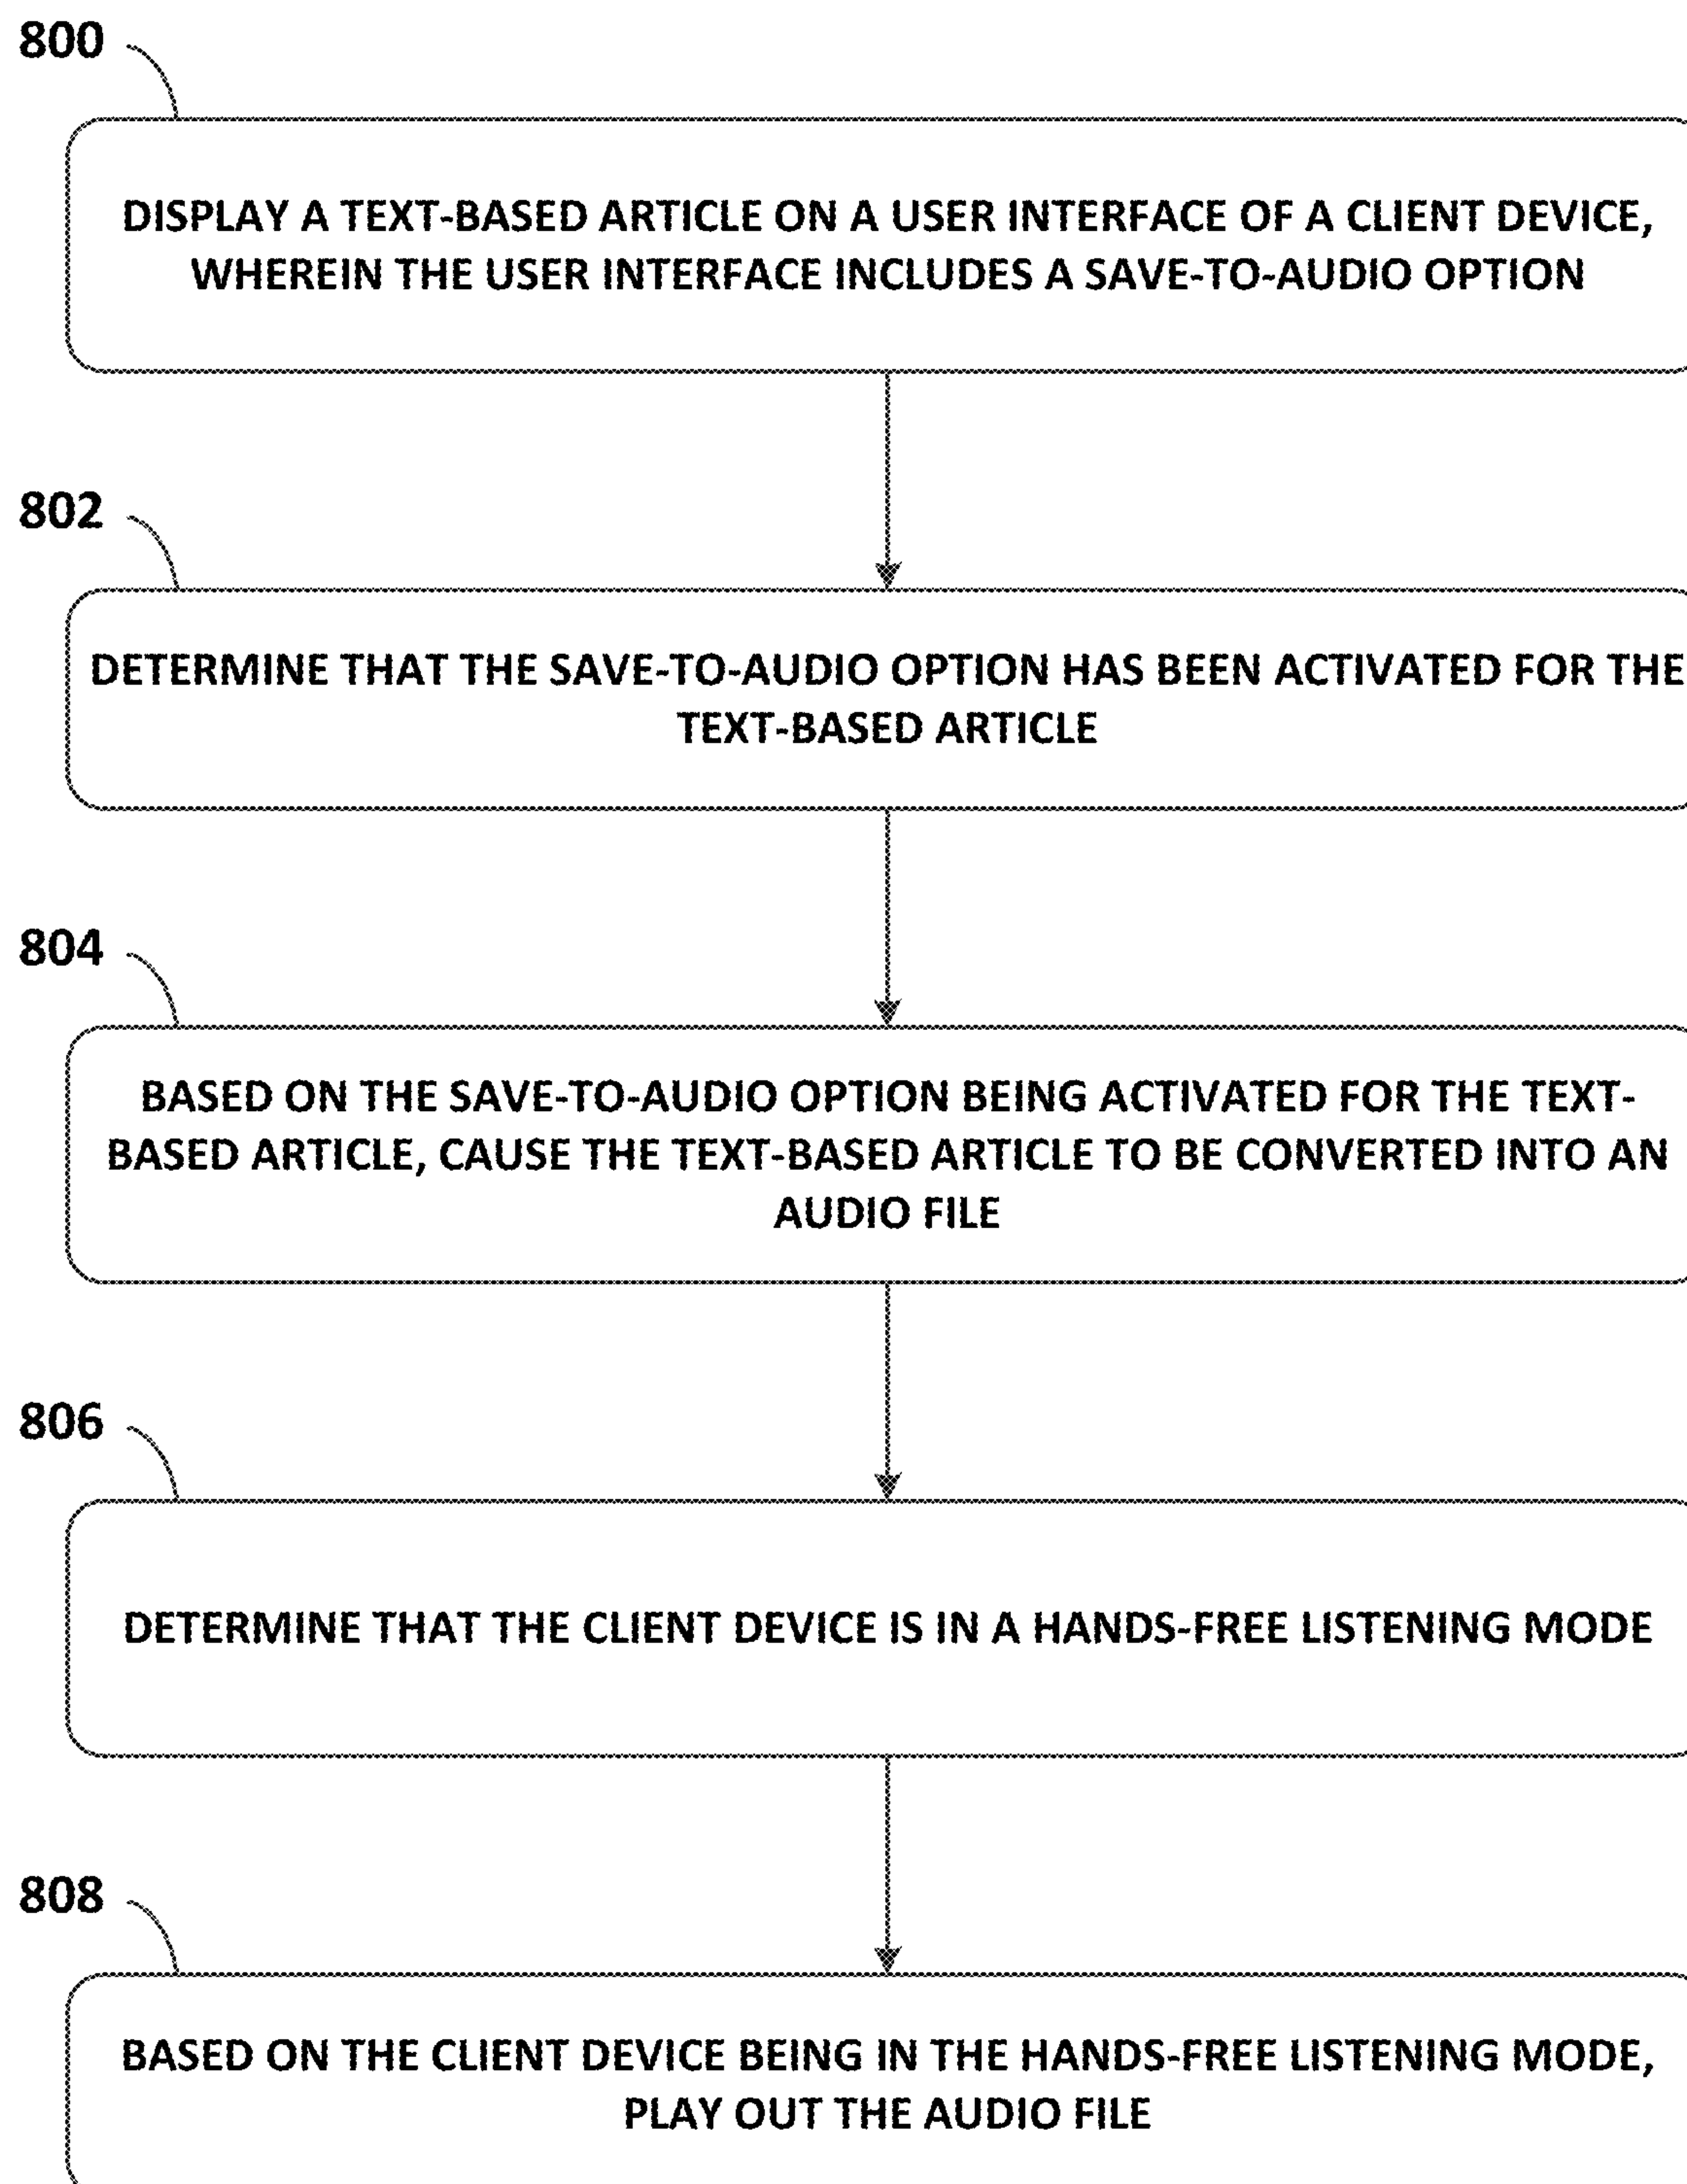 800
DISPLAY A TEXT-BASED ARTICLE ON A USER INTERFACE OF A CLIENT DEVICE,
WHEREIN THE USER INTERFACE INCLUDES A SAVE-TO-AUDIO OPTION
802
DETERMINE THAT THE SAVE-TO-AUDIO OPTION HAS BEEN ACTIVATED FOR THE
TEXT-BASED ARTICLE
804
BASED ON THE SAVE-TO-AUDIO OPTION BEING ACTIVATED FOR THE TEXT-
BASED ARTICLE, CAUSE THE TEXT-BASED ARTICLE TO BE CONVERTED INTO AN
AUDIO FILE
806
DETERMINE THAT THE CLIENT DEVICE IS IN A HANDS-FREE LISTENING MODE
808
BASED ON THE CLIENT DEVICE BEING IN THE HANDS-FREE LISTENING MODE,
PLAY OUT THE AUDIO FILE